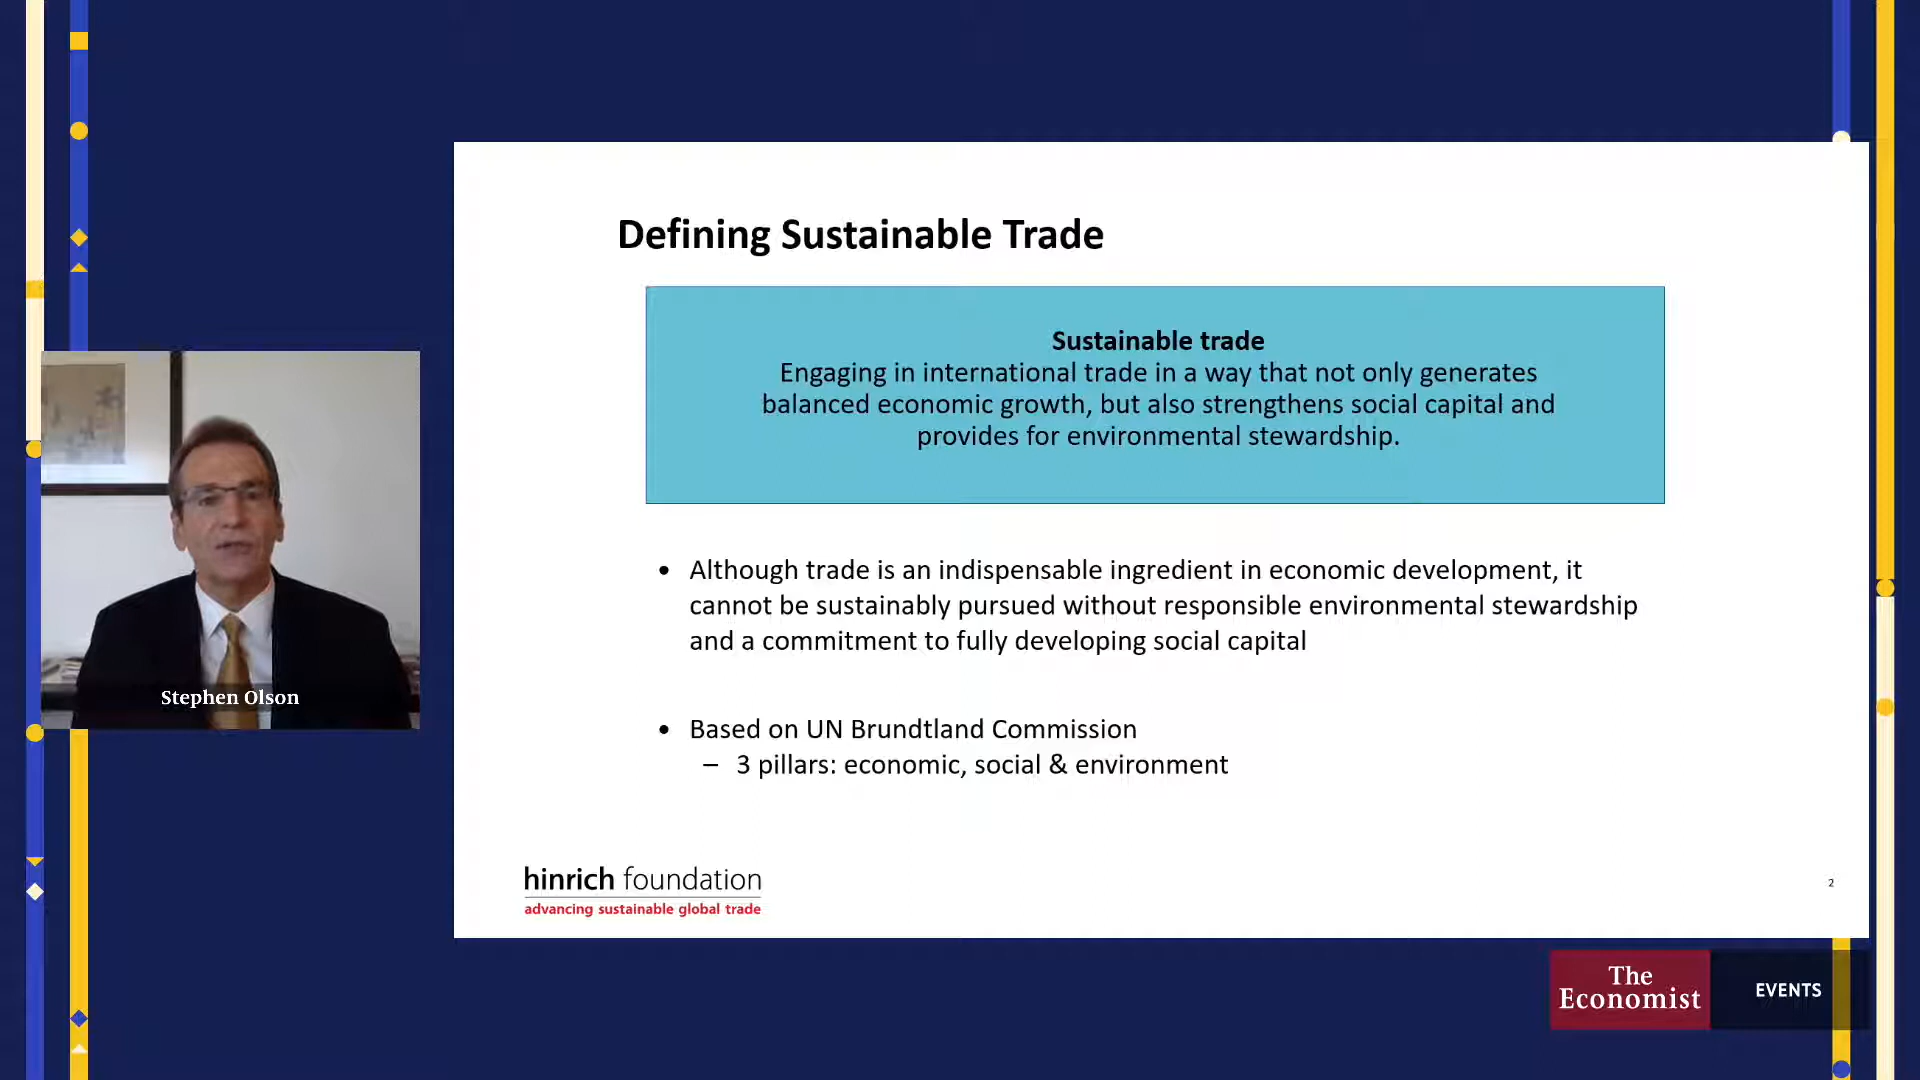 Defining Sustainable Trade
Sustainable trade
Engaging in international trade in a way that not only generates
balanced economic growth, but also strengthens social capital and
provides for environmental stewardship.
• Although trade is an indispensable ingredient in economic development, it
cannot be sustainably pursued without responsible environmental stewardship
and a commitment to fully developing social capital
• Based on UN Brundtland Commission
– 3 pillars: economic, social & environment
Stephen Olson
hinrich foundation
advancing sustainable global trade
2
The
Economist
EVENTS